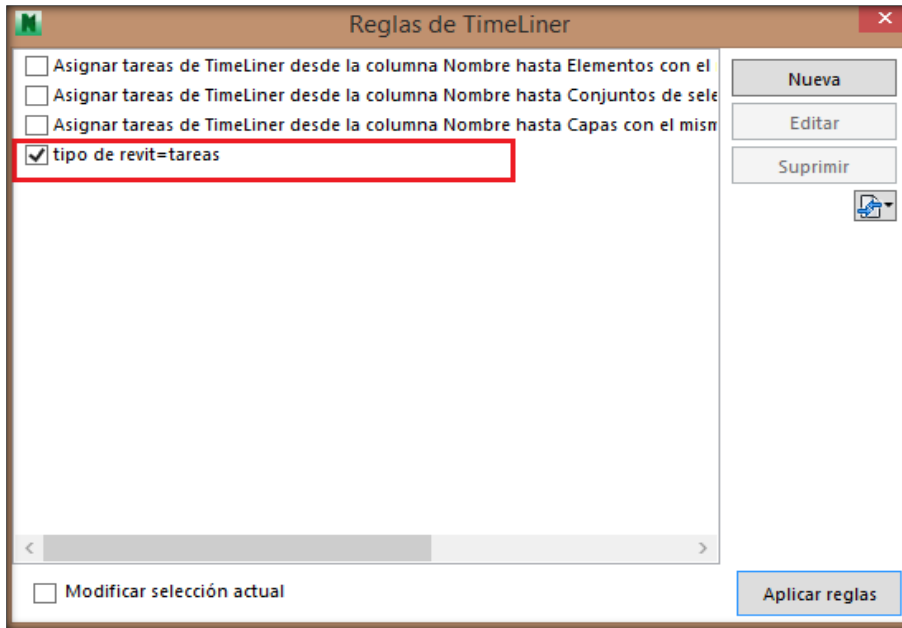 Reglas de TimeLiner
Asignar tareas de TimeLiner desde la columna Nombre hasta Elementos con el
Asignar tareas de TimeLiner desde la columna Nombre hasta Conjuntos de sele
Asignar tareas de TimeLiner desde la columna Nombre hasta Capas con el mism
tipo de revit=tareas
Nueva
Editar
Suprimir
Modificar selección actual
Aplicar reglas